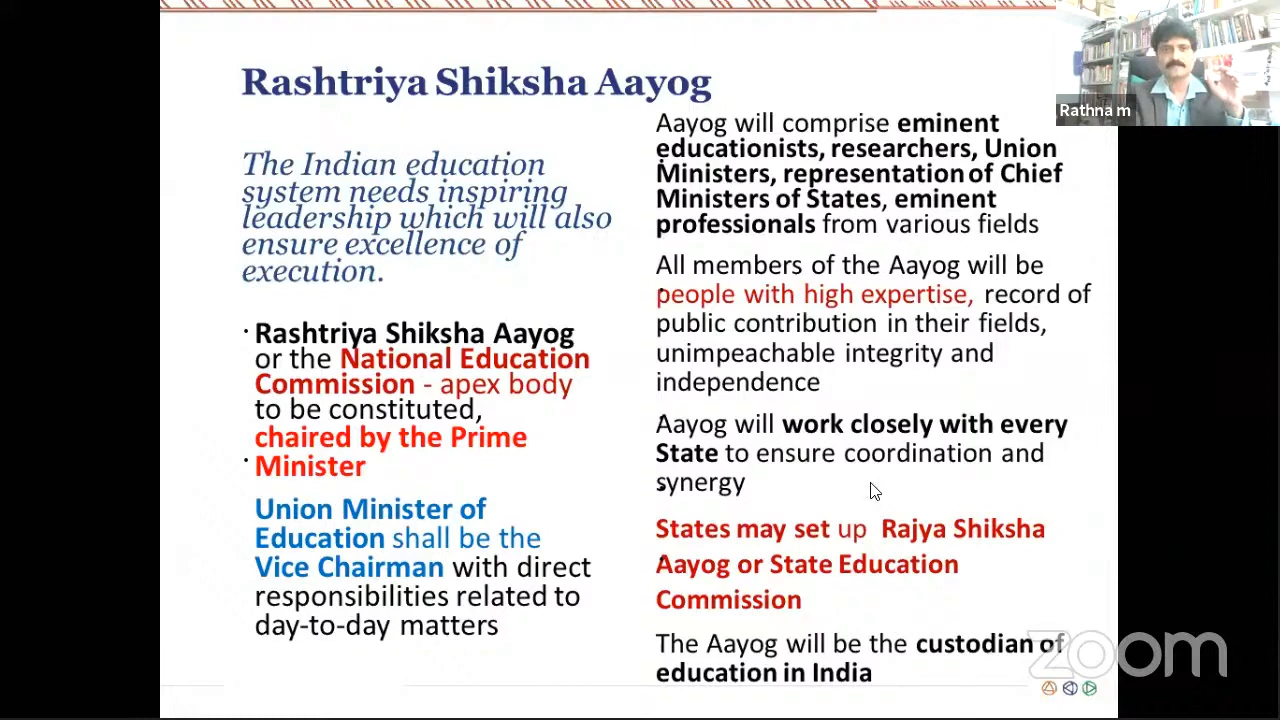 Rashtriya Shiksha Aayog
The Indian education
system needs inspiring
leadership which will also
ensure excellence of
execution.
· Rashtriya Shiksha Aayog
or the National Education
Commission - apex body
to be constituted,
chaired by the Prime
· Minister
Union Minister of
Education shall be the
Vice Chairman with direct
responsibilities related to
day-to-day matters
Aayog will comprise eminent
educationists, researchers, Union
Ministers, representation of Chief
Ministers of States, eminent
professionals from various fields
All members of the Aayog will be
people with high expertise, record of
public contribution in their fields,
unimpeachable integrity and
independence
Aayog will work closely with every
State to ensure coordination and
synergy
States may set up Rajya Shiksha
Aayog or State Education
Commission
The Aayog will be the custodian of
education in India
Rathna m
zoom